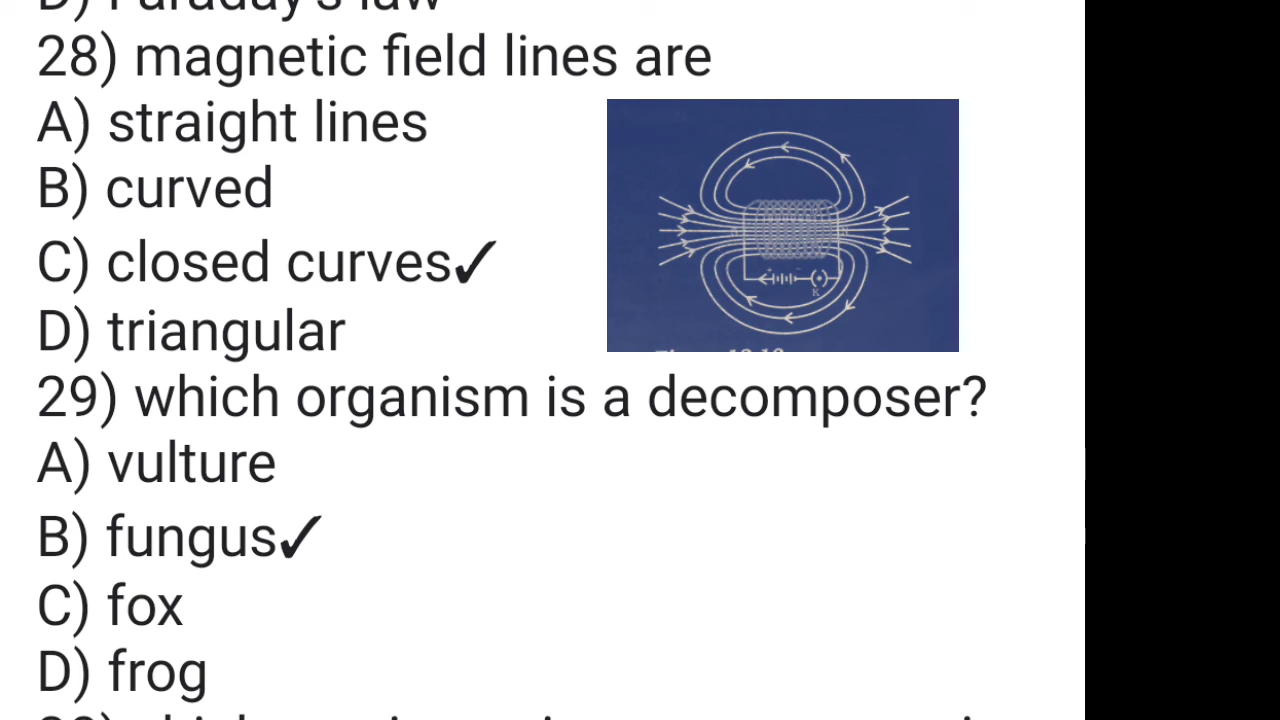 D) Faraday's law
28) magnetic field lines are
A) straight lines
B) curved
C) closed curves✓
D) triangular
K
29) which organism is a decomposer?
A) vulture
B) fungus✓
C) fox
D) frog